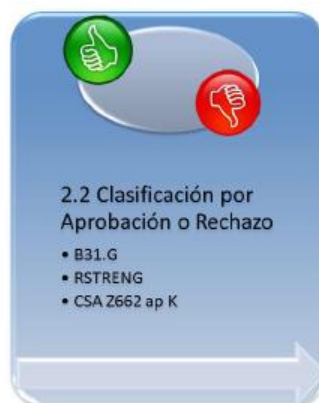 2.2 Clasificación por
Aprobación o Rechazo
• B31.G
• RSTRENG
• CSA Z662 ap K